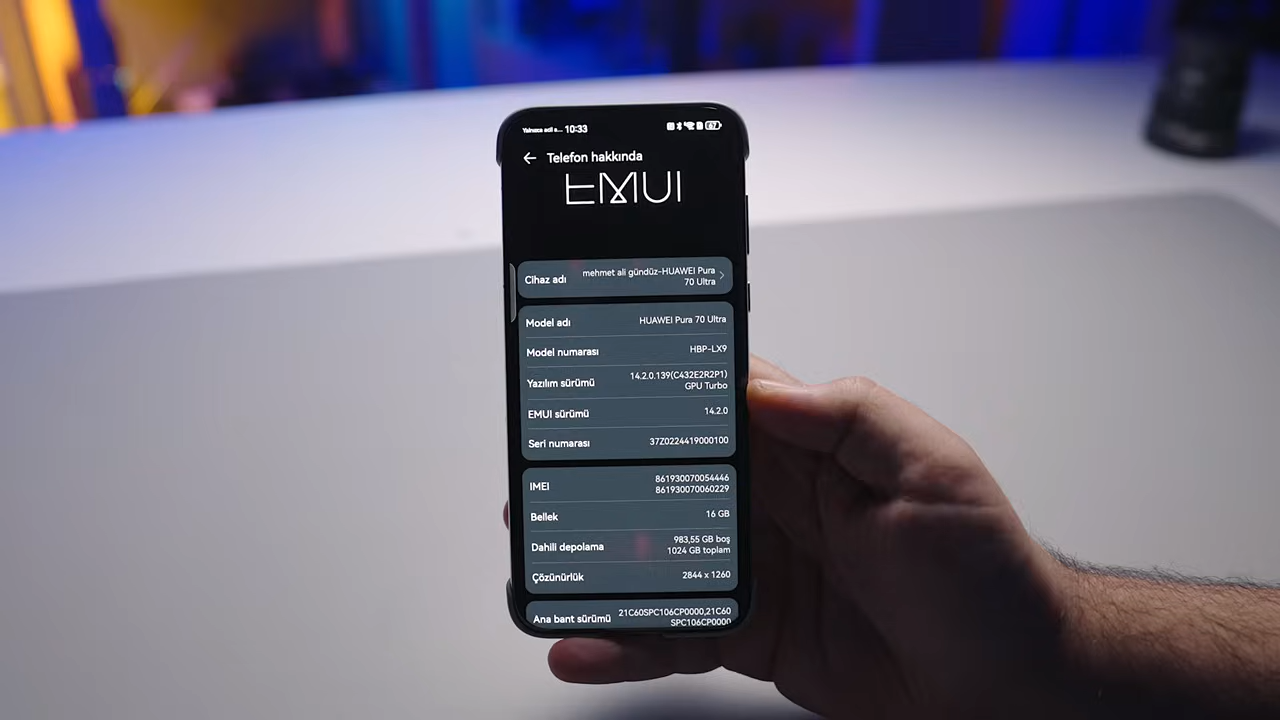 Yalnızca acil a... 10:33
67
Telefon hakkında
EMUI
Cihaz adı
mehmet ali gündüz-HUAWEI Pura
70 Ultra
Model adı HUAWEI Pura 70 Ultra
Model numarası HBP-LX9
Yazılım sürümü
14.2.0.139(C432E2R2P1)
GPU Turbo
EMUI sürümü 14.2.0
Seri numarası 37Z0224419000100
IMEI
861930070054446
861930070060229
Bellek 16 GB
Dahili depolama
983,55 GB boş
1024 GB toplam
Çözünürlük 2844 x 1260
Ana bant sürümü
21C60SPC106CP0000,21C60
SPC106CP0000